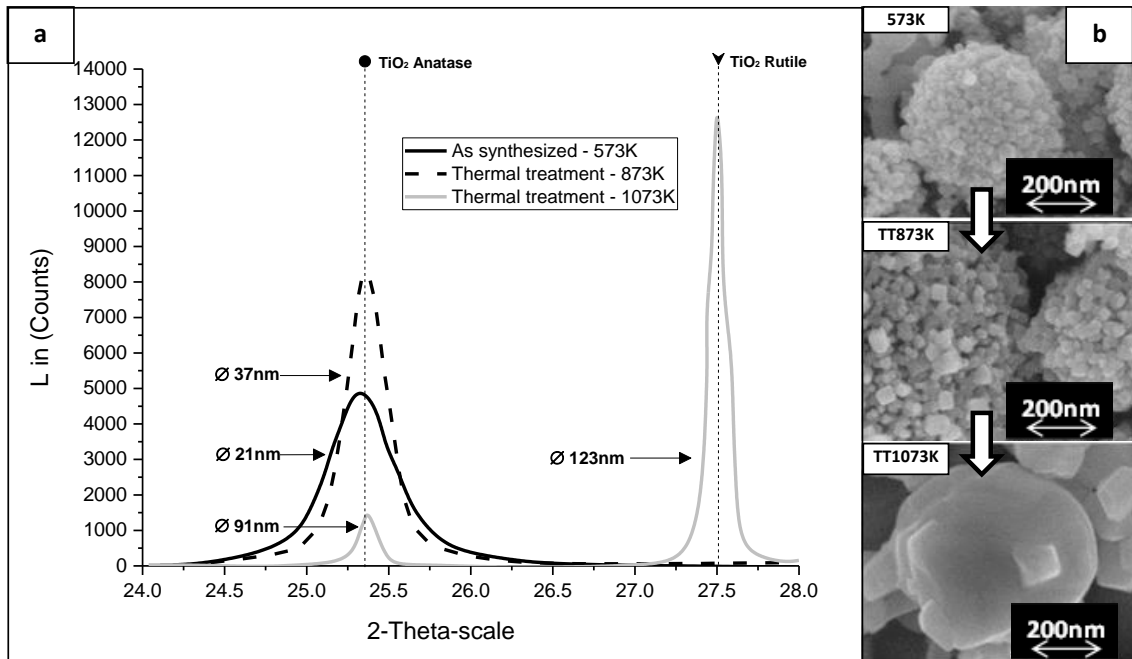 a
TiO₂ Anatase
TiO₂ Rutile
14000
13000
12000
11000
10000
9000
8000
7000
6000
5000
4000
3000
2000
1000
0
L in (Counts)
As synthesized - 573K
Thermal treatment - 873K
Thermal treatment - 1073K
Ø 37nm
Ø 21nm
Ø 123nm
Ø 91nm
24.0 24.5 25.0 25.5 26.0 26.5 27.0 27.5 28.0
2-Theta-scale
573K
b
200nm
TT873K
200nm
TT1073K
200nm